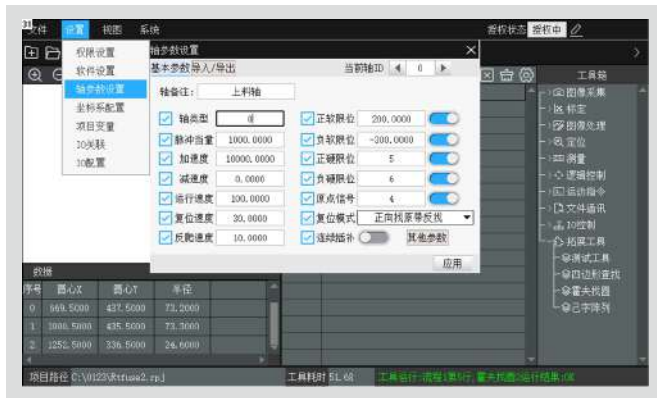 文件 设置 视图 系统 授权状态 授权中
权限设置
软件设置
轴参数设置
坐标系配置
项目变量
IO关联
IO配置
轴参数设置
基本参数 导入/导出 当前轴ID 0
轴备注: 上料轴
轴类型 0 正软限位 200.0000
脉冲当量 1000.0000 负软限位 -300.0000
加速度 10000.0000 正硬限位 5
减速度 0.0000 负硬限位 6
运行速度 100.0000 原点信号 4
复位速度 30.0000 复位模式 正向找原带反找
反跑速度 10.0000 连续插补 其他参数
应用
工具箱
图像采集
标定
图像处理
定位
测量
逻辑控制
运动指令
文件通讯
IO控制
拓展工具
测试工具
四边形查找
霍夫找圆
己字阵列
数据
序号 圆心X 圆心Y 半径
0 569.5000 437.5000 73.2000
1 1000.5000 435.5000 73.3000
2 1252.5000 336.5000 24.6000
项目路径 C:\0123\Rtfuse2.rpj 工具耗时 51.68